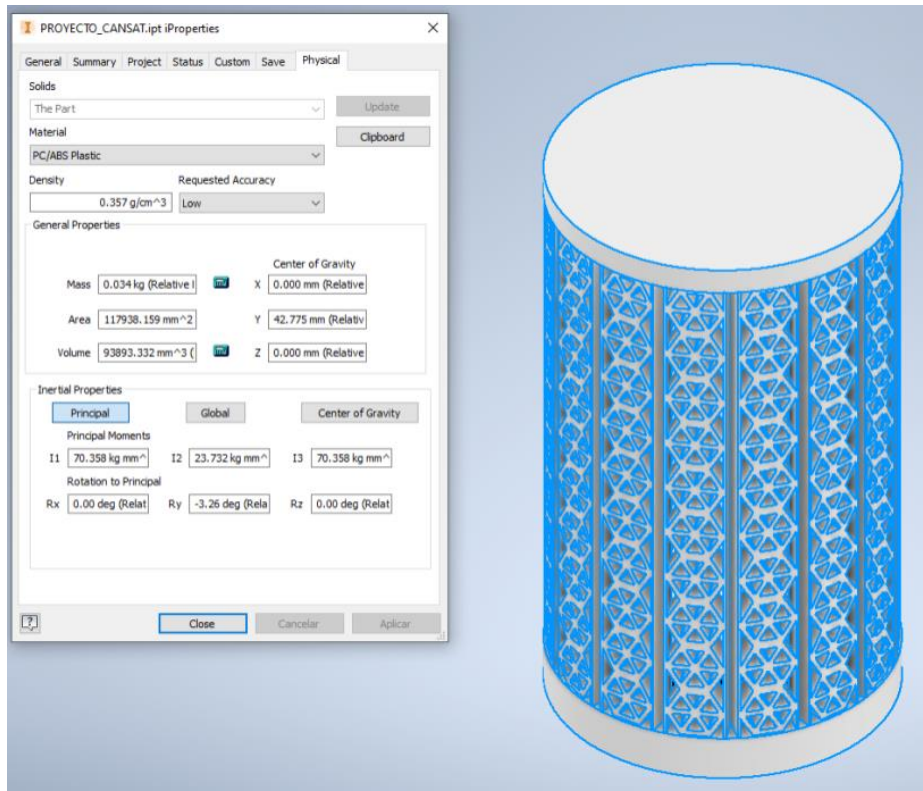 PROYECTO_CANSAT.ipt iProperties
General Summary Project Status Custom Save Physical
Solids
The Part
Update
Material
Clipboard
PC/ABS Plastic
Density Requested Accuracy
0.357 g/cm^3 Low
General Properties
Center of Gravity
Mass 0.034 kg (Relative l X 0.000 mm (Relative
Area 117938.159 mm^2 Y 42.775 mm (Relativ
Volume 93893.332 mm^3 ( Z 0.000 mm (Relative
Inertial Properties
Principal Global Center of Gravity
Principal Moments
I1 70.358 kg mm^ I2 23.732 kg mm^ I3 70.358 kg mm^
Rotation to Principal
Rx 0.00 deg (Relat Ry -3.26 deg (Rela Rz 0.00 deg (Relat
? Close Cancelar Aplicar